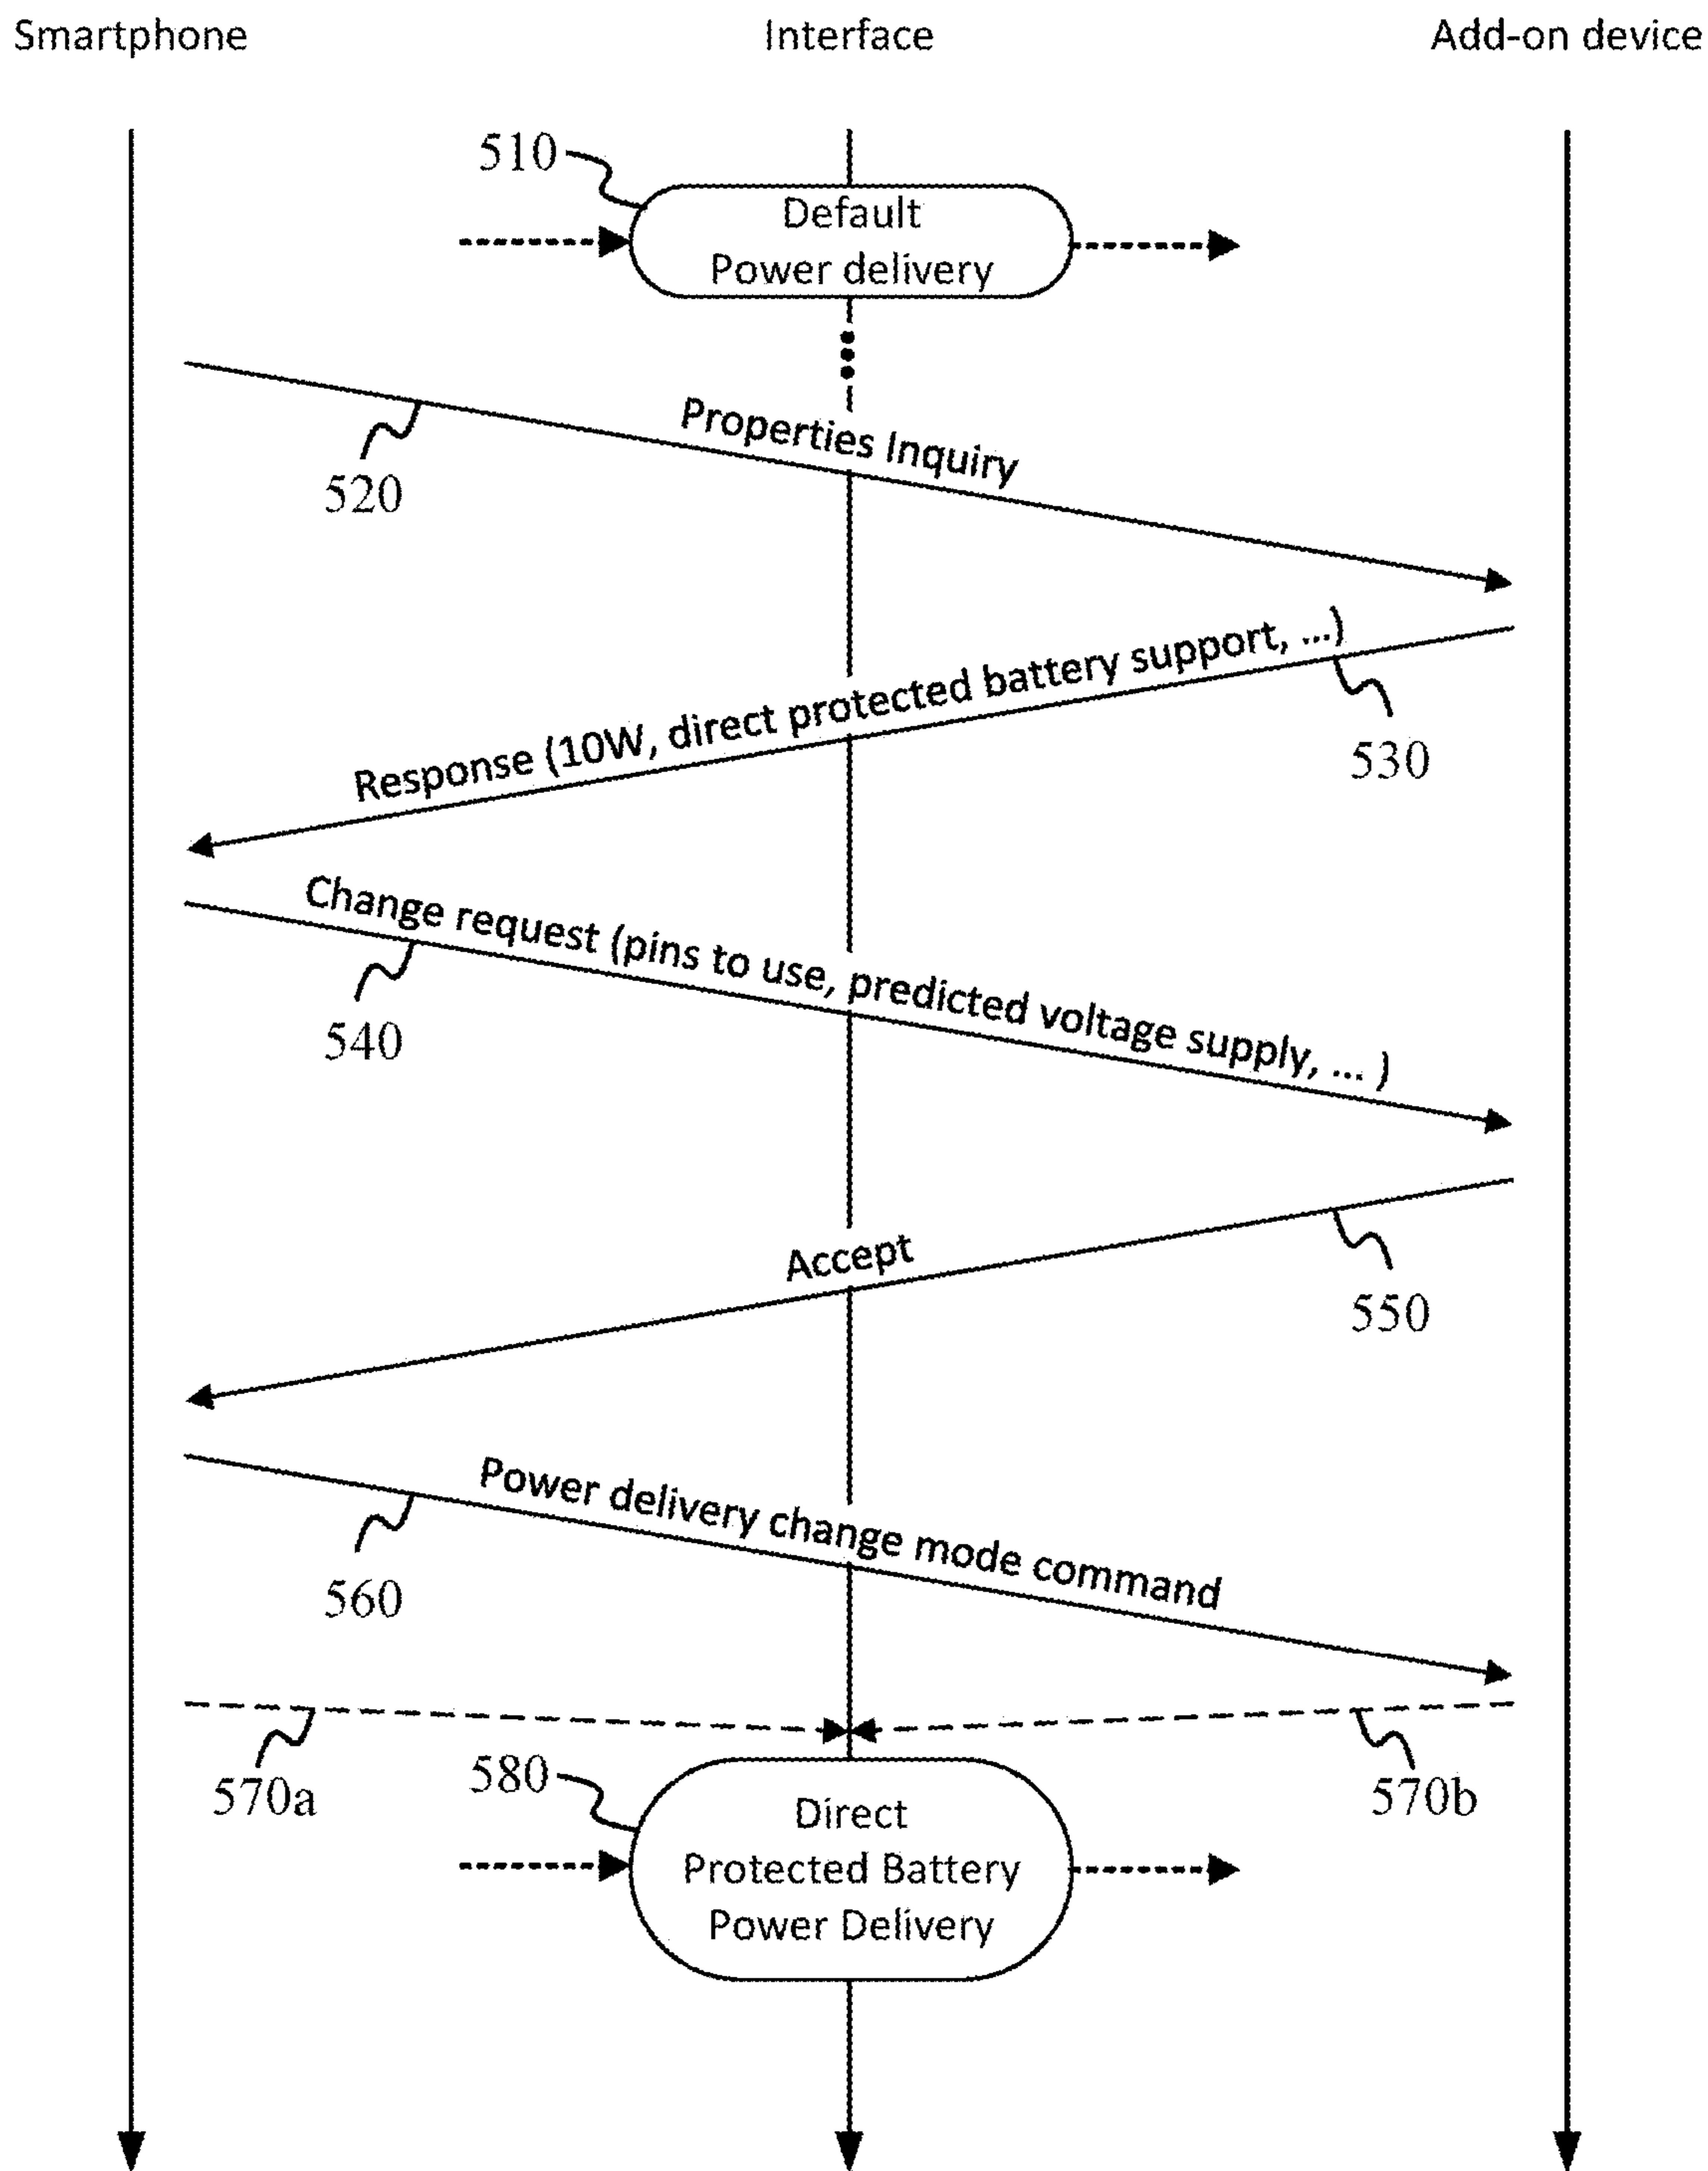 Smartphone Interface Add-on device
510
Default
Power delivery
Properties Inquiry
520
Response (10W, direct protected battery support, ...)
530
Change request (pins to use, predicted voltage supply, ... )
540
Accept
550
Power delivery change mode command
560
570a
570b
580
Direct
Protected Battery
Power Delivery